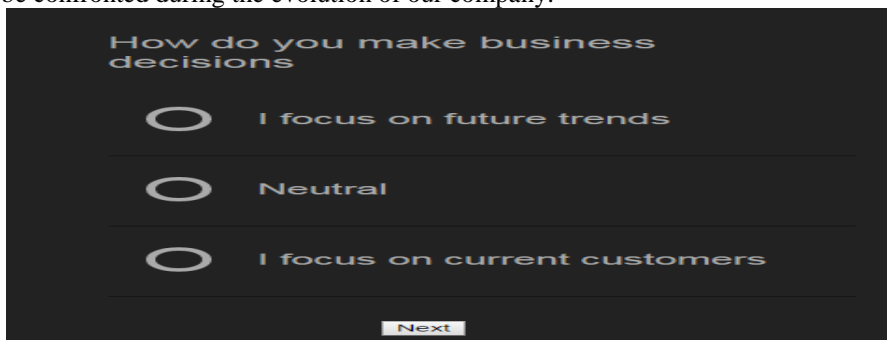 be confronted during the evolution of our company.
How do you make business
decisions
I focus on future trends
Neutral
I focus on current customers
Next